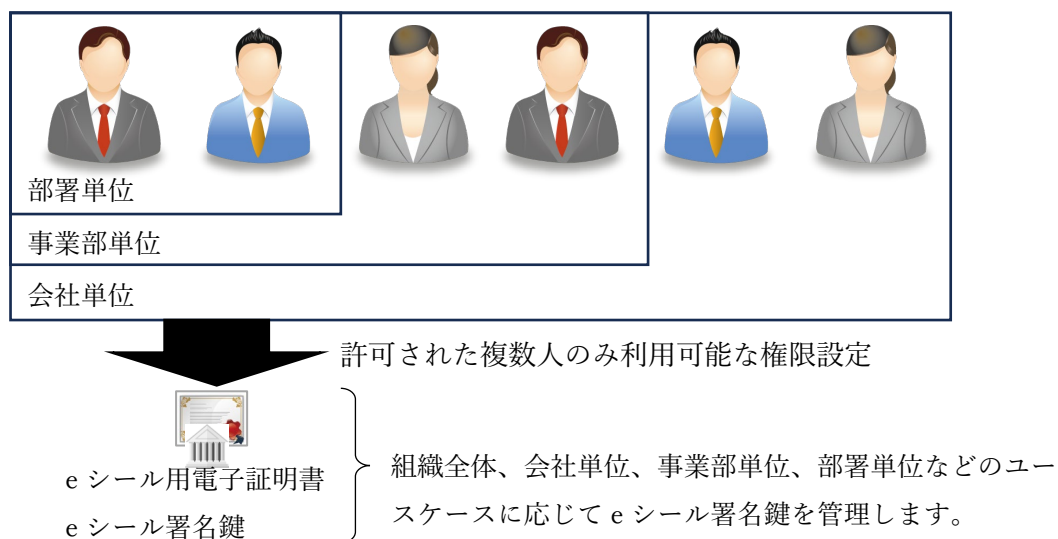 部署単位
事業部単位
会社単位
許可された複数人のみ利用可能な権限設定
e シール用電子証明書
e シール署名鍵
組織全体、会社単位、事業部単位、部署単位などのユー
スケースに応じて e シール署名鍵を管理します。